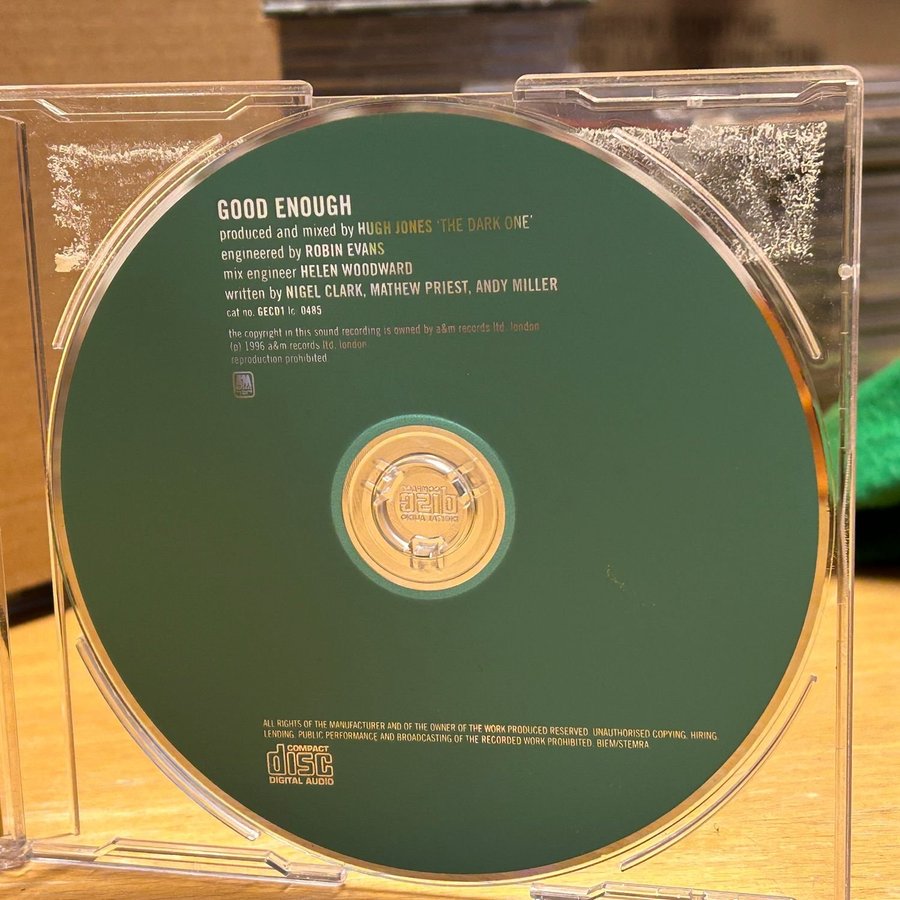 GOOD ENOUGH
produced and mixed by HUGH JONES 'THE DARK ONE'
engineered by ROBIN EVANS
mix engineer HELEN WOODWARD
written by NIGEL CLARK, MATHEW PRIEST, ANDY MILLER
cat no. GECD1 lc. 0485
the copyright in this sound recording is owned by a&m records ltd. london
(p) 1996 a&m records ltd. london.
reproduction prohibited.
A&M
COMPACT
disc
DIGITAL AUDIO
ALL RIGHTS OF THE MANUFACTURER AND OF THE OWNER OF THE WORK PRODUCED RESERVED. UNAUTHORISED COPYING, HIRING,
LENDING, PUBLIC PERFORMANCE AND BROADCASTING OF THE RECORDED WORK PROHIBITED. BIEM/STEMRA
COMPACT
disc
DIGITAL AUDIO